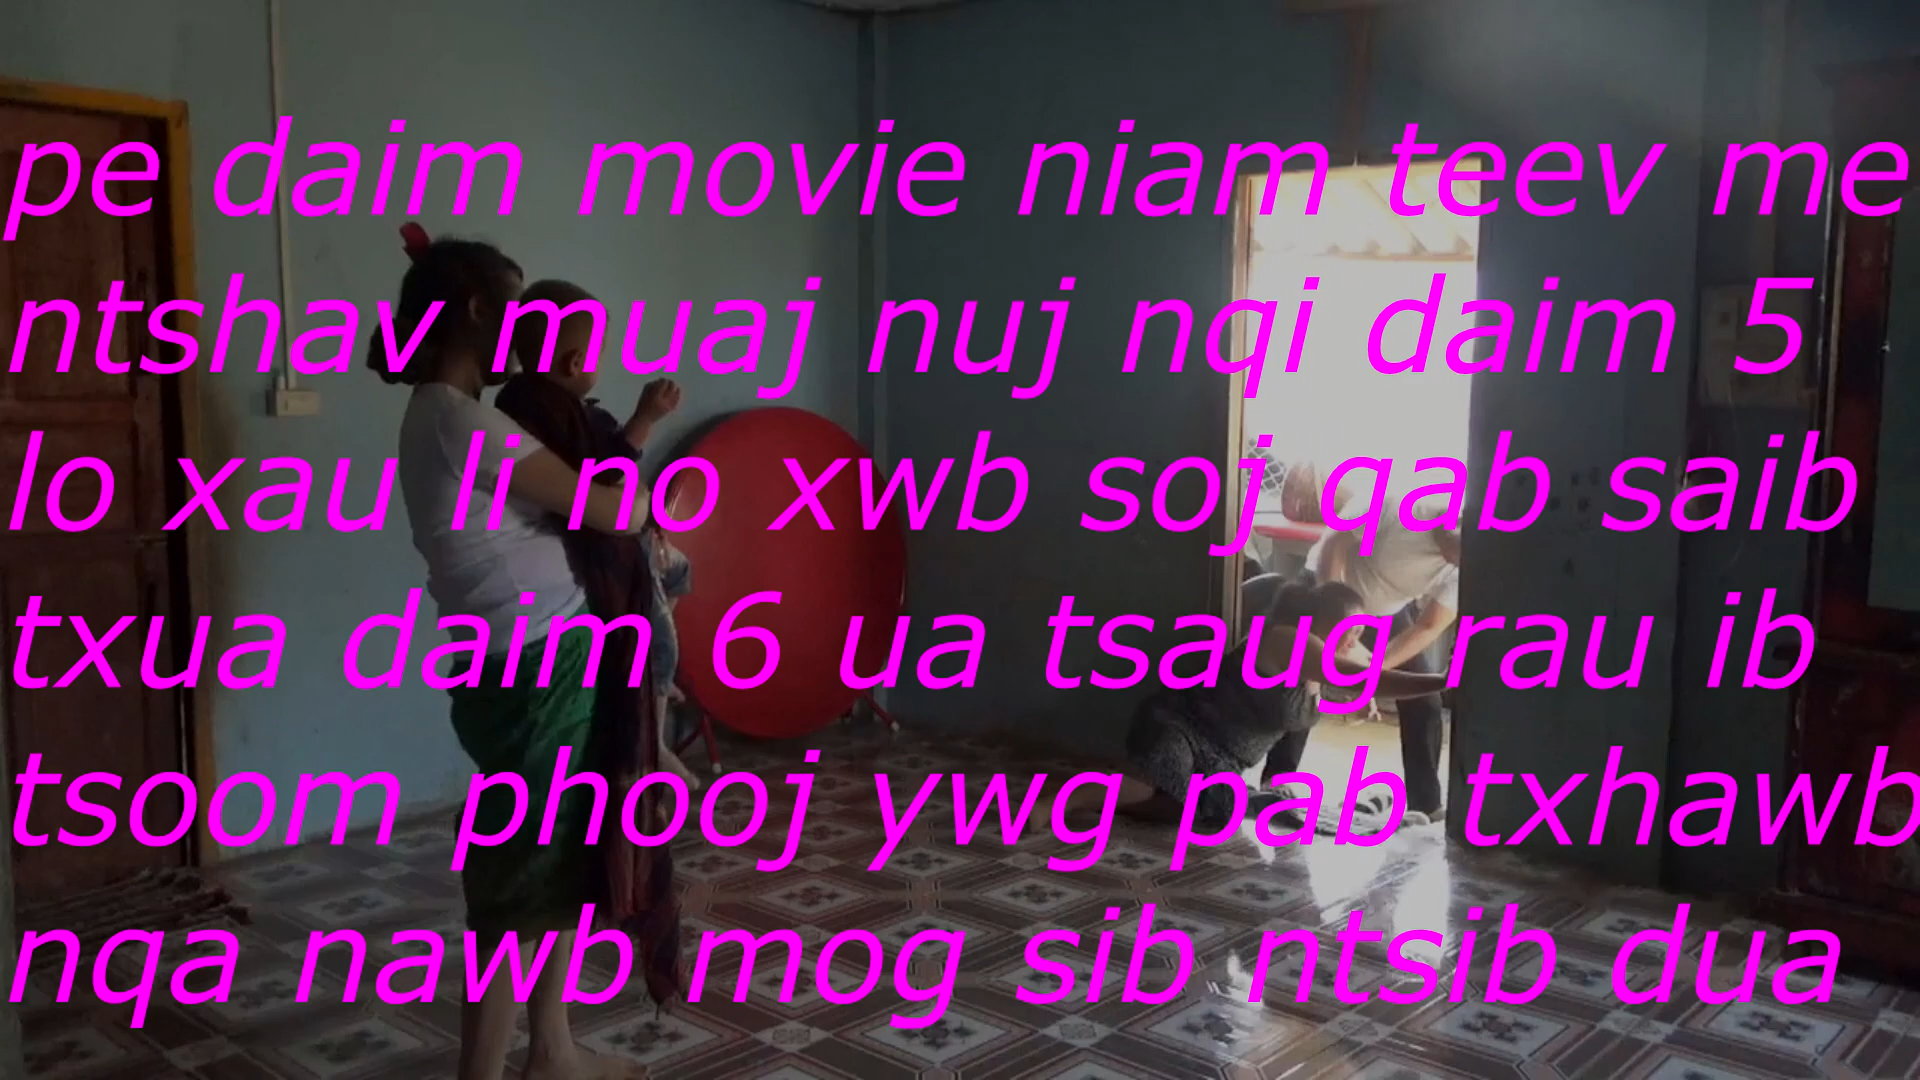 pe daim movie niam teev me
ntshav muaj nuj nqi daim 5
lo xau li no xwb soj qab saib
txua daim 6 ua tsaug rau ib
tsoom phooj ywg pab txhawb
nqa nawb mog sib ntsib dua